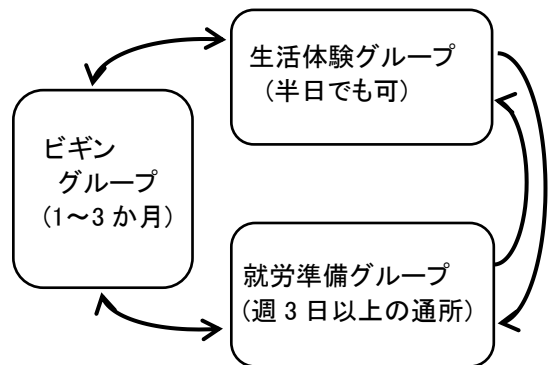 生活体験グループ
(半日でも可)
ビギン
グループ
(1～3 か月)
就労準備グループ
(週 3 日以上の通所)